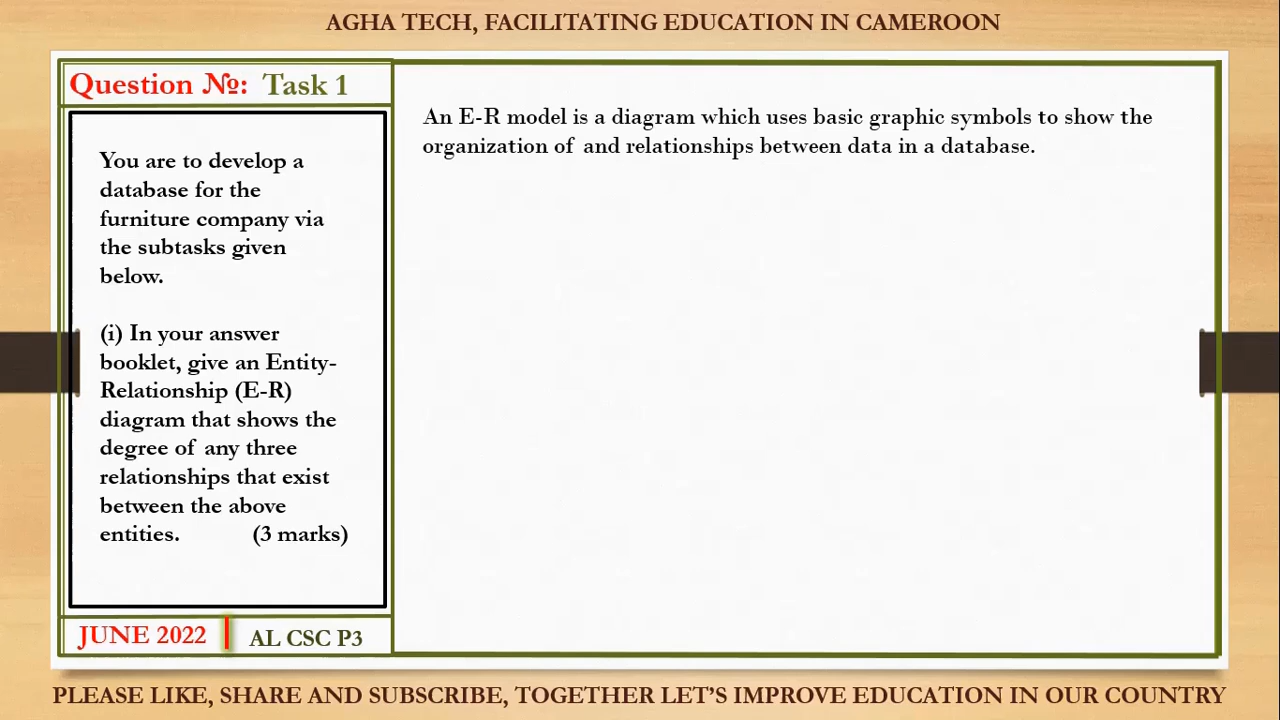 AGHA TECH, FACILITATING EDUCATION IN CAMEROON
Question №: Task 1
You are to develop a
database for the
furniture company via
the subtasks given
below.
(i) In your answer
booklet, give an Entity-
Relationship (E-R)
diagram that shows the
degree of any three
relationships that exist
between the above
entities. (3 marks)
JUNE 2022 AL CSC P3
An E-R model is a diagram which uses basic graphic symbols to show the
organization of and relationships between data in a database.
PLEASE LIKE, SHARE AND SUBSCRIBE, TOGETHER LET'S IMPROVE EDUCATION IN OUR COUNTRY